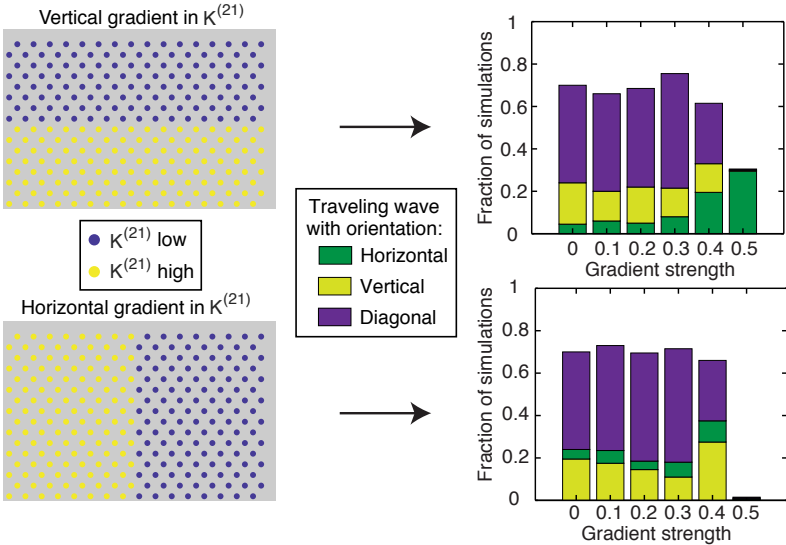 Vertical gradient in K(21)
K(21) low
K(21) high
Horizontal gradient in K(21)
Traveling wave
with orientation:
Horizontal
Vertical
Diagonal
Fraction of simulations
1
0.8
0.6
0.4
0.2
0
0 0.1 0.2 0.3 0.4 0.5
Gradient strength
Fraction of simulations
1
0.8
0.6
0.4
0.2
0
0 0.1 0.2 0.3 0.4 0.5
Gradient strength